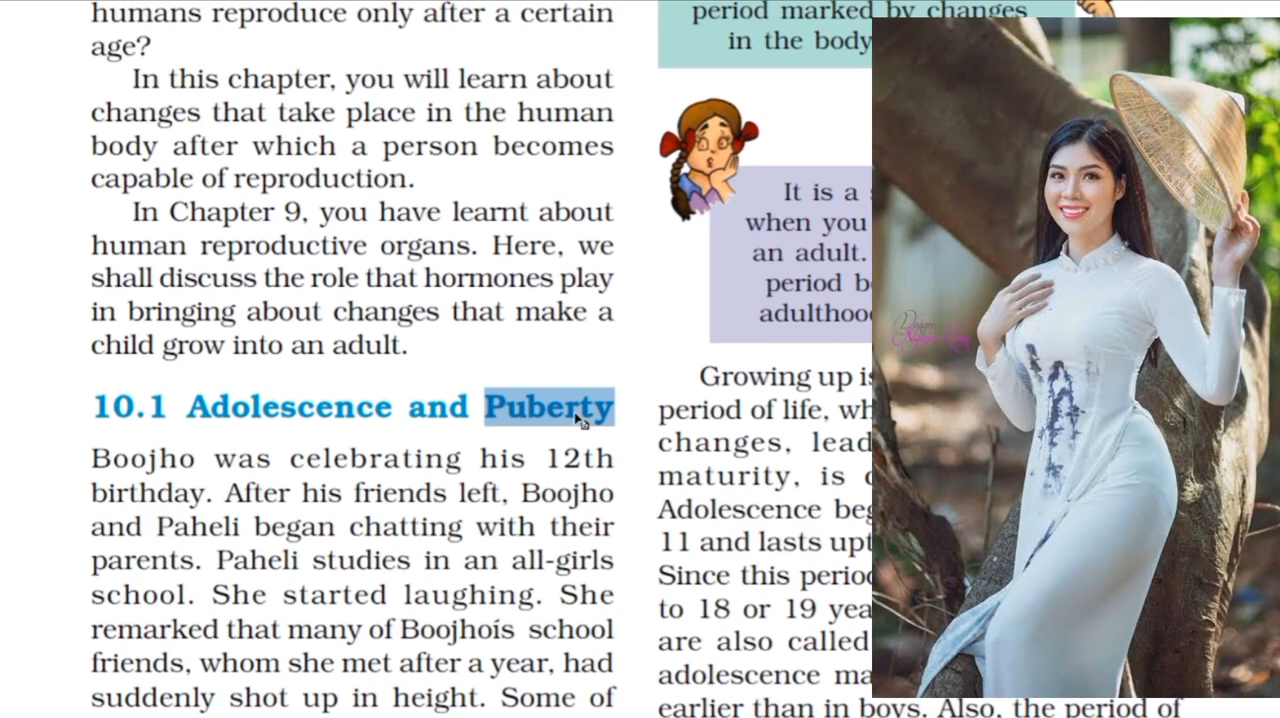 humans reproduce only after a certain
age?
In this chapter, you will learn about
changes that take place in the human
body after which a person becomes
capable of reproduction.
In Chapter 9, you have learnt about
human reproductive organs. Here, we
shall discuss the role that hormones play
in bringing about changes that make a
child grow into an adult.
10.1 Adolescence and Puberty
Boojho was celebrating his 12th
birthday. After his friends left, Boojho
and Paheli began chatting with their
parents. Paheli studies in an all-girls
school. She started laughing. She
remarked that many of Boojhoís school
friends, whom she met after a year, had
suddenly shot up in height. Some of
period marked by changes
in the body
It is a
when you
an adult.
period b
adulthoo
Growing up is
period of life, wh
changes, lead
maturity, is
Adolescence beg
11 and lasts upt
Since this perio
to 18 or 19 yea
are also called
adolescence ma
earlier than in boys. Also, the period of